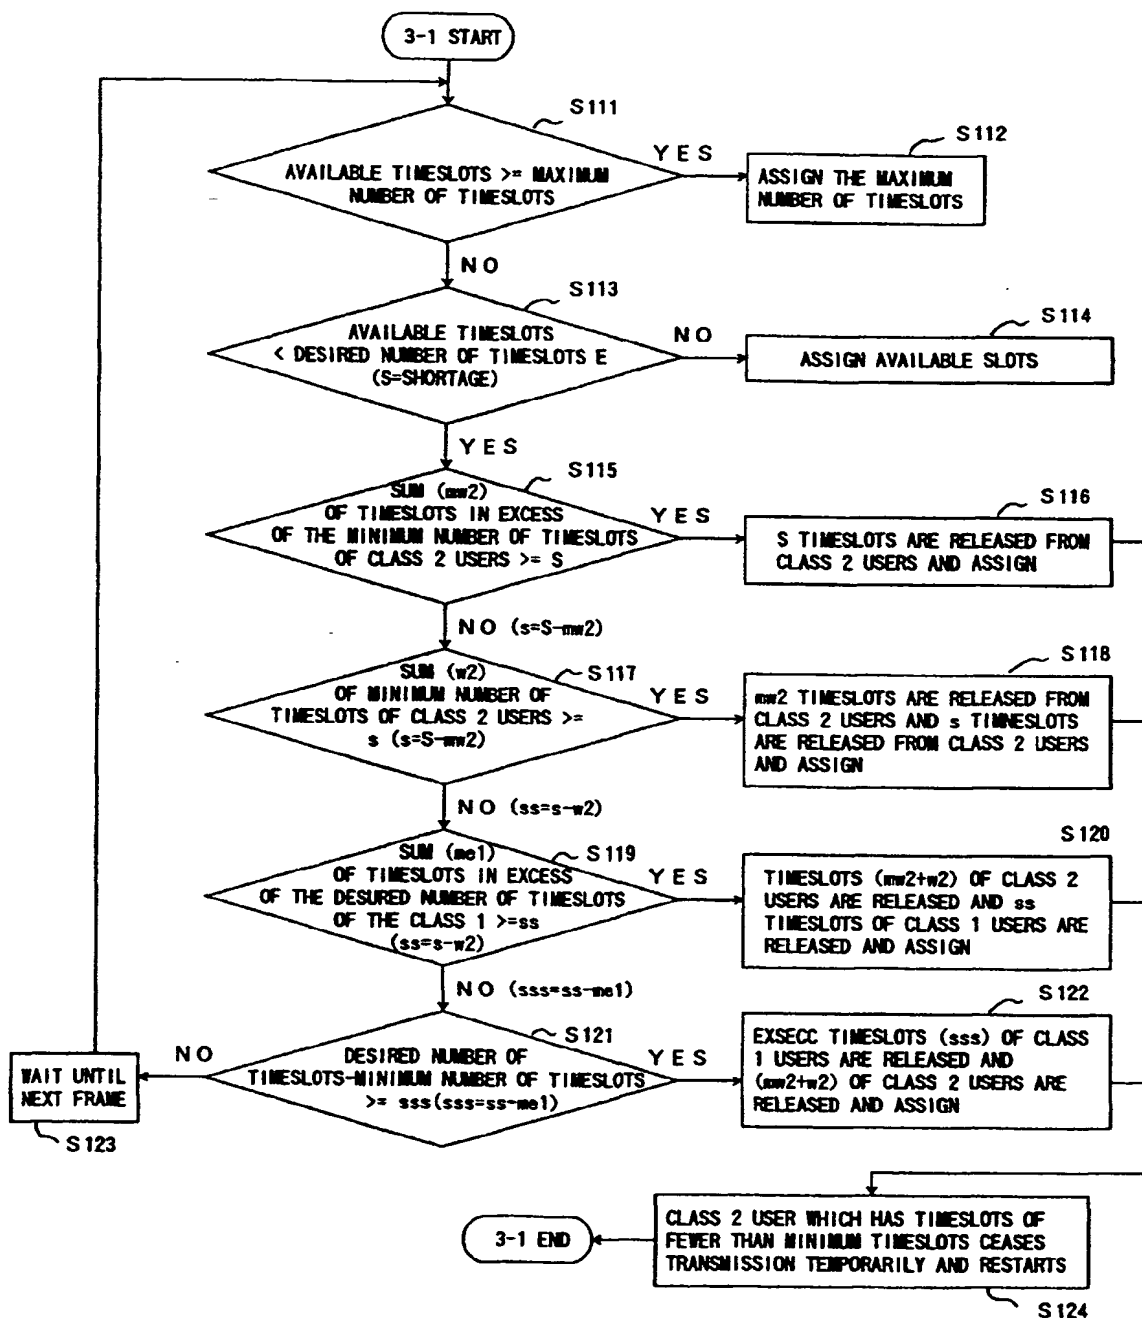 3-1 START
S111
AVAILABLE TIMESLOTS >= MAXIMUM
NUMBER OF TIMESLOTS
YES
S112
ASSIGN THE MAXIMUM
NUMBER OF TIMESLOTS
NO
S113
AVAILABLE TIMESLOTS
< DESIRED NUMBER OF TIMESLOTS E
(S=SHORTAGE)
NO
S114
ASSIGN AVAILABLE SLOTS
YES
S115
SUM (mw2)
OF TIMESLOTS IN EXCESS
OF THE MINIMUM NUMBER OF TIMESLOTS
OF CLASS 2 USERS >= S
YES
S116
S TIMESLOTS ARE RELEASED FROM
CLASS 2 USERS AND ASSIGN
NO (s=S-mw2)
S117
SUM (w2)
OF MINIMUM NUMBER OF
TIMESLOTS OF CLASS 2 USERS >=
s (s=S-mw2)
YES
S118
mw2 TIMESLOTS ARE RELEASED FROM
CLASS 2 USERS AND s TIMNESLOTS
ARE RELEASED FROM CLASS 2 USERS
AND ASSIGN
NO (ss=s-w2)
S119
SUM (me1)
OF TIMESLOTS IN EXCESS
OF THE DESURED NUMBER OF TIMESLOTS
OF THE CLASS 1 >=ss
(ss=s-w2)
YES
S120
TIMESLOTS (mw2+w2) OF CLASS 2
USERS ARE RELEASED AND ss
TIMESLOTS OF CLASS 1 USERS ARE
RELEASED AND ASSIGN
NO (sss=ss-me1)
S121
DESIRED NUMBER OF
TIMESLOTS-MINIMUM NUMBER OF TIMESLOTS
>= sss(sss=ss-me1)
YES
S122
EXSECC TIMESLOTS (sss) OF CLASS
1 USERS ARE RELEASED AND
(mw2+w2) OF CLASS 2 USERS ARE
RELEASED AND ASSIGN
NO
WAIT UNTIL
NEXT FRAME
S123
CLASS 2 USER WHICH HAS TIMESLOTS OF
FEWER THAN MINIMUM TIMESLOTS CEASES
TRANSMISSION TEMPORARILY AND RESTARTS
S124
3-1 END